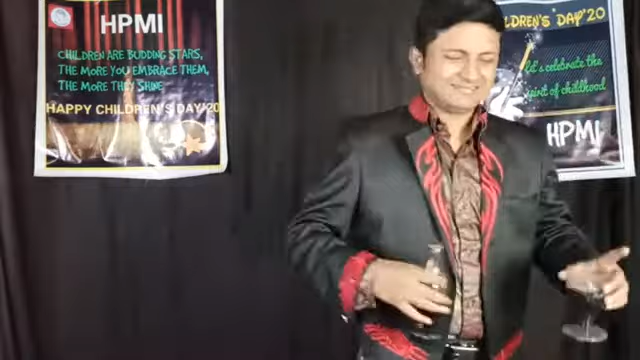 HPMI
CHILDREN ARE BUDDING STARS,
THE MORE YOU EMBRACE THEM,
THE MORE THEY SHINE
HAPPY CHILDREN'S DAY'20
LDREN'S DAY'20
let's celebrate the
spirit of childhood
HPMI